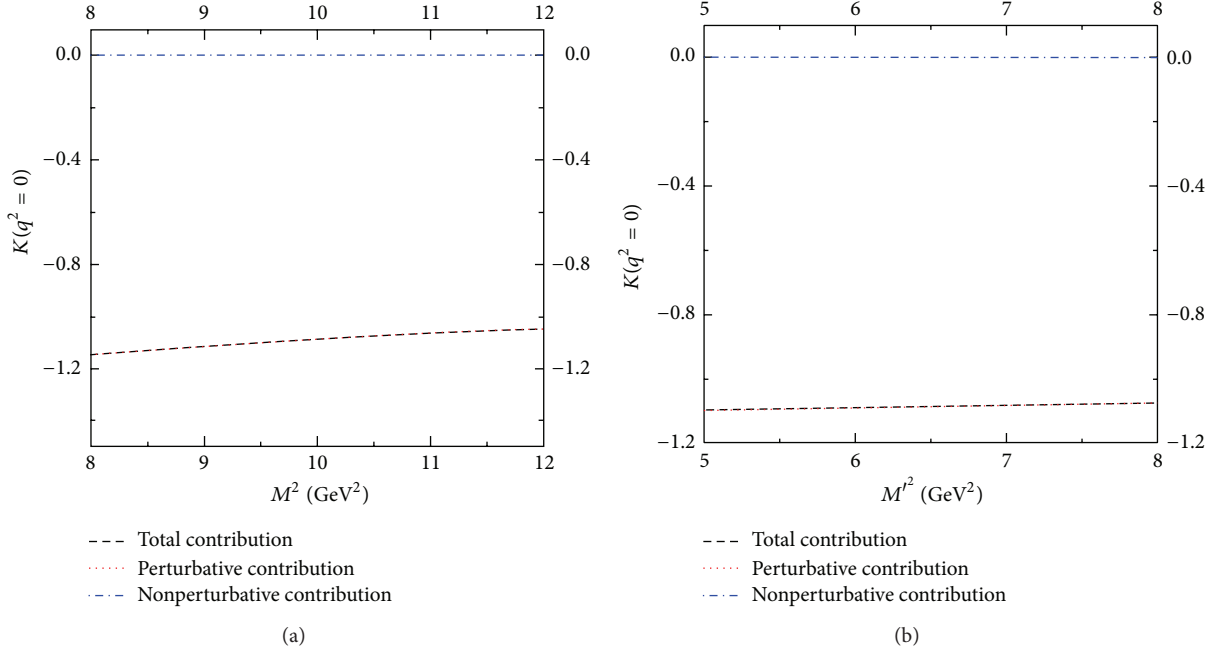 8 9 10 11 12
0.0 0.0
−0.4 −0.4
−0.8 −0.8
−1.2 −1.2
K(q² = 0)
8 9 10 11 12
M² (GeV²)
Total contribution
Perturbative contribution
Nonperturbative contribution
(a)
5 6 7 8
0.0 0.0
−0.4 −0.4
−0.8 −0.8
−1.2 −1.2
K(q² = 0)
5 6 7 8
M′² (GeV²)
Total contribution
Perturbative contribution
Nonperturbative contribution
(b)